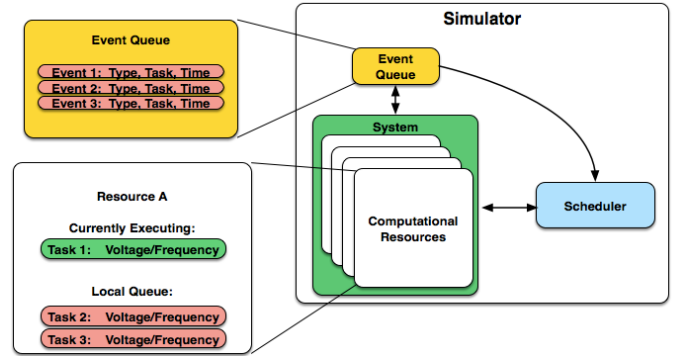 Simulator
Event Queue
Event 1: Type, Task, Time
Event 2: Type, Task, Time
Event 3: Type, Task, Time
Event
Queue
System
Computational
Resources
Scheduler
Resource A
Currently Executing:
Task 1: Voltage/Frequency
Local Queue:
Task 2: Voltage/Frequency
Task 3: Voltage/Frequency